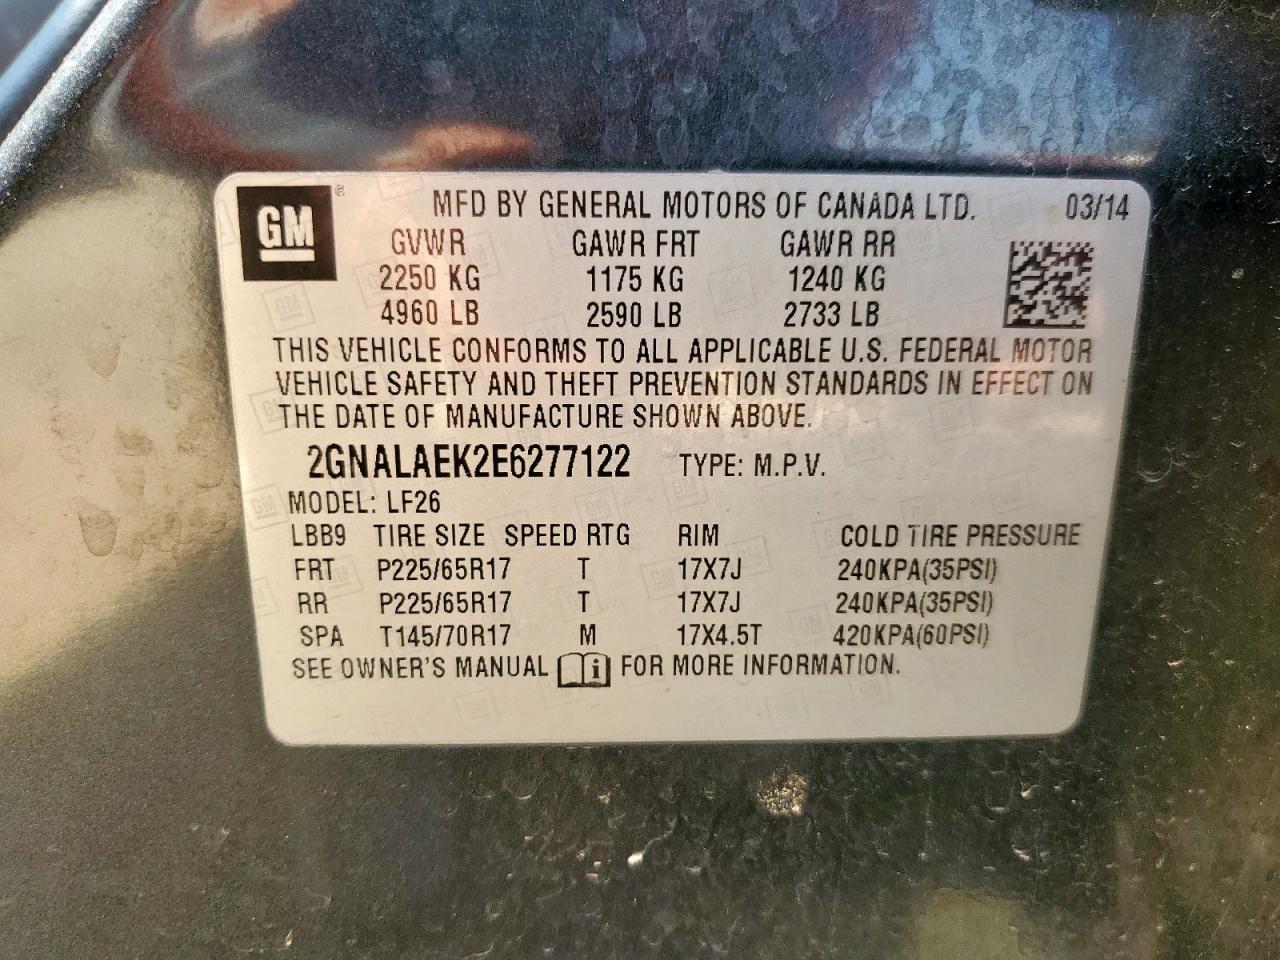 GM ® MFD BY GENERAL MOTORS OF CANADA LTD. 03/14
GVWR GAWR FRT GAWR RR
2250 KG 1175 KG 1240 KG
4960 LB 2590 LB 2733 LB
THIS VEHICLE CONFORMS TO ALL APPLICABLE U.S. FEDERAL MOTOR
VEHICLE SAFETY AND THEFT PREVENTION STANDARDS IN EFFECT ON
THE DATE OF MANUFACTURE SHOWN ABOVE.
2GNALAEK2E6277122 TYPE: M.P.V.
MODEL: LF26
LBB9 TIRE SIZE SPEED RTG RIM COLD TIRE PRESSURE
FRT P225/65R17 T 17X7J 240KPA(35PSI)
RR P225/65R17 T 17X7J 240KPA(35PSI)
SPA T145/70R17 M 17X4.5T 420KPA(60PSI)
SEE OWNER'S MANUAL i FOR MORE INFORMATION.